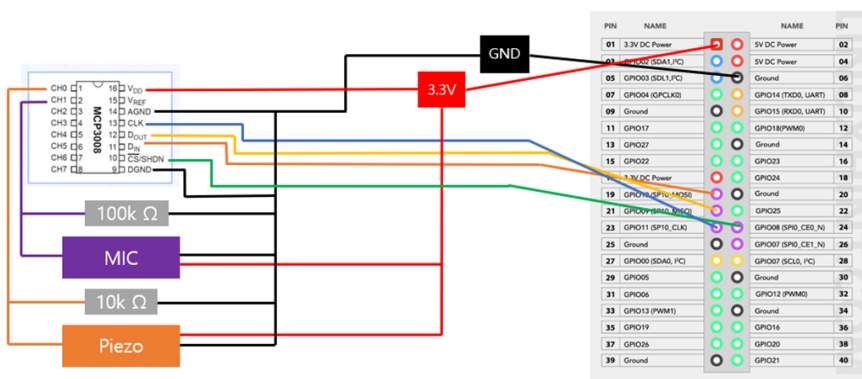 GND
3.3V
CH0 1 16 VDD
CH1 2 15 VREF
CH2 3 14 AGND
CH3 4 13 CLK
CH4 5 12 DOUT
CH5 6 11 DIN
CH6 7 10 CS/SHDN
CH7 8 9 DGND
MCP3008
100k Ω
MIC
10k Ω
Piezo
PIN NAME NAME PIN
01 3.3V DC Power 5V DC Power 02
03 GPIO02 (SDA1,I²C) 5V DC Power 04
05 GPIO03 (SDL1,I²C) Ground 06
07 GPIO04 (GPCLK0) GPIO14 (TXD0, UART) 08
09 Ground GPIO15 (RXD0, UART) 10
11 GPIO17 GPIO18(PWM0) 12
13 GPIO27 Ground 14
15 GPIO22 GPIO23 16
3.3V DC Power GPIO24 18
19 GPIO10 (SP10_MOSI) Ground 20
21 GPIO09 (SP10_MISO) GPIO25 22
23 GPIO11 (SP10_CLK) GPIO08 (SPI0_CE0_N) 24
25 Ground GPIO07 (SPI0_CE1_N) 26
27 GPIO00 (SDA0, I²C) GPIO07 (SCL0, I²C) 28
29 GPIO05 Ground 30
31 GPIO06 GPIO12 (PWM0) 32
33 GPIO13 (PWM1) Ground 34
35 GPIO19 GPIO16 36
37 GPIO26 GPIO20 38
39 Ground GPIO21 40